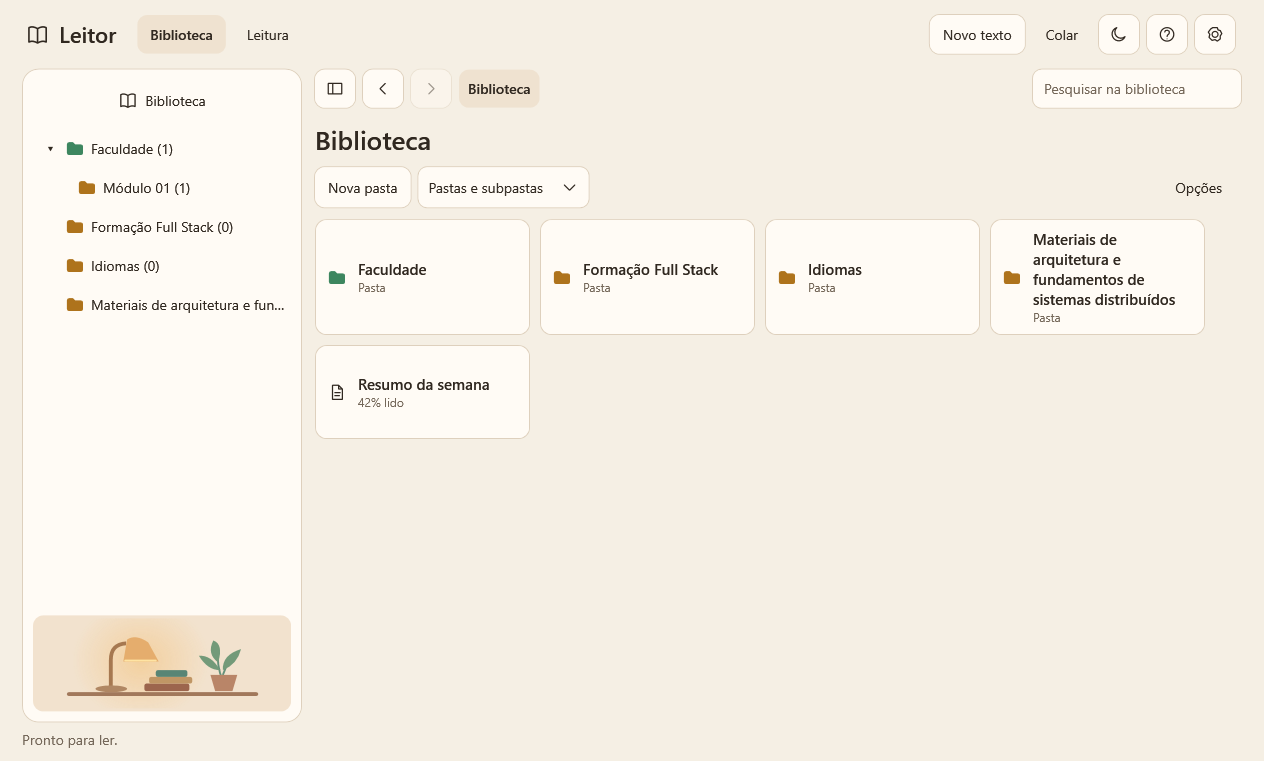 Leitor
Biblioteca
Leitura
Novo texto
Colar
Biblioteca
Faculdade (1)
Módulo 01 (1)
Formação Full Stack (0)
Idiomas (0)
Materiais de arquitetura e fun...
Biblioteca
Pesquisar na biblioteca
Biblioteca
Nova pasta
Pastas e subpastas
Opções
Faculdade
Pasta
Formação Full Stack
Pasta
Idiomas
Pasta
Materiais de
arquitetura e
fundamentos de
sistemas distribuídos
Pasta
Resumo da semana
42% lido
Pronto para ler.